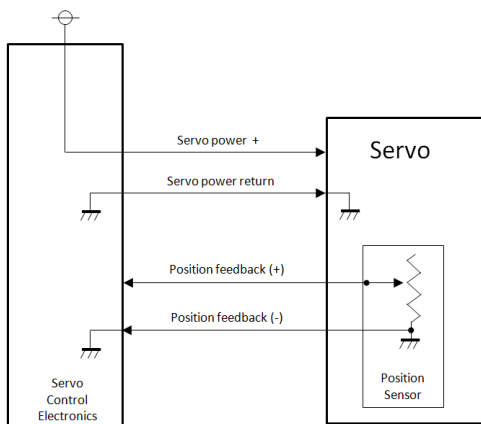 Servo power +
Servo
Servo power return
Position feedback (+)
Position feedback (-)
Servo
Control
Electronics
Position
Sensor